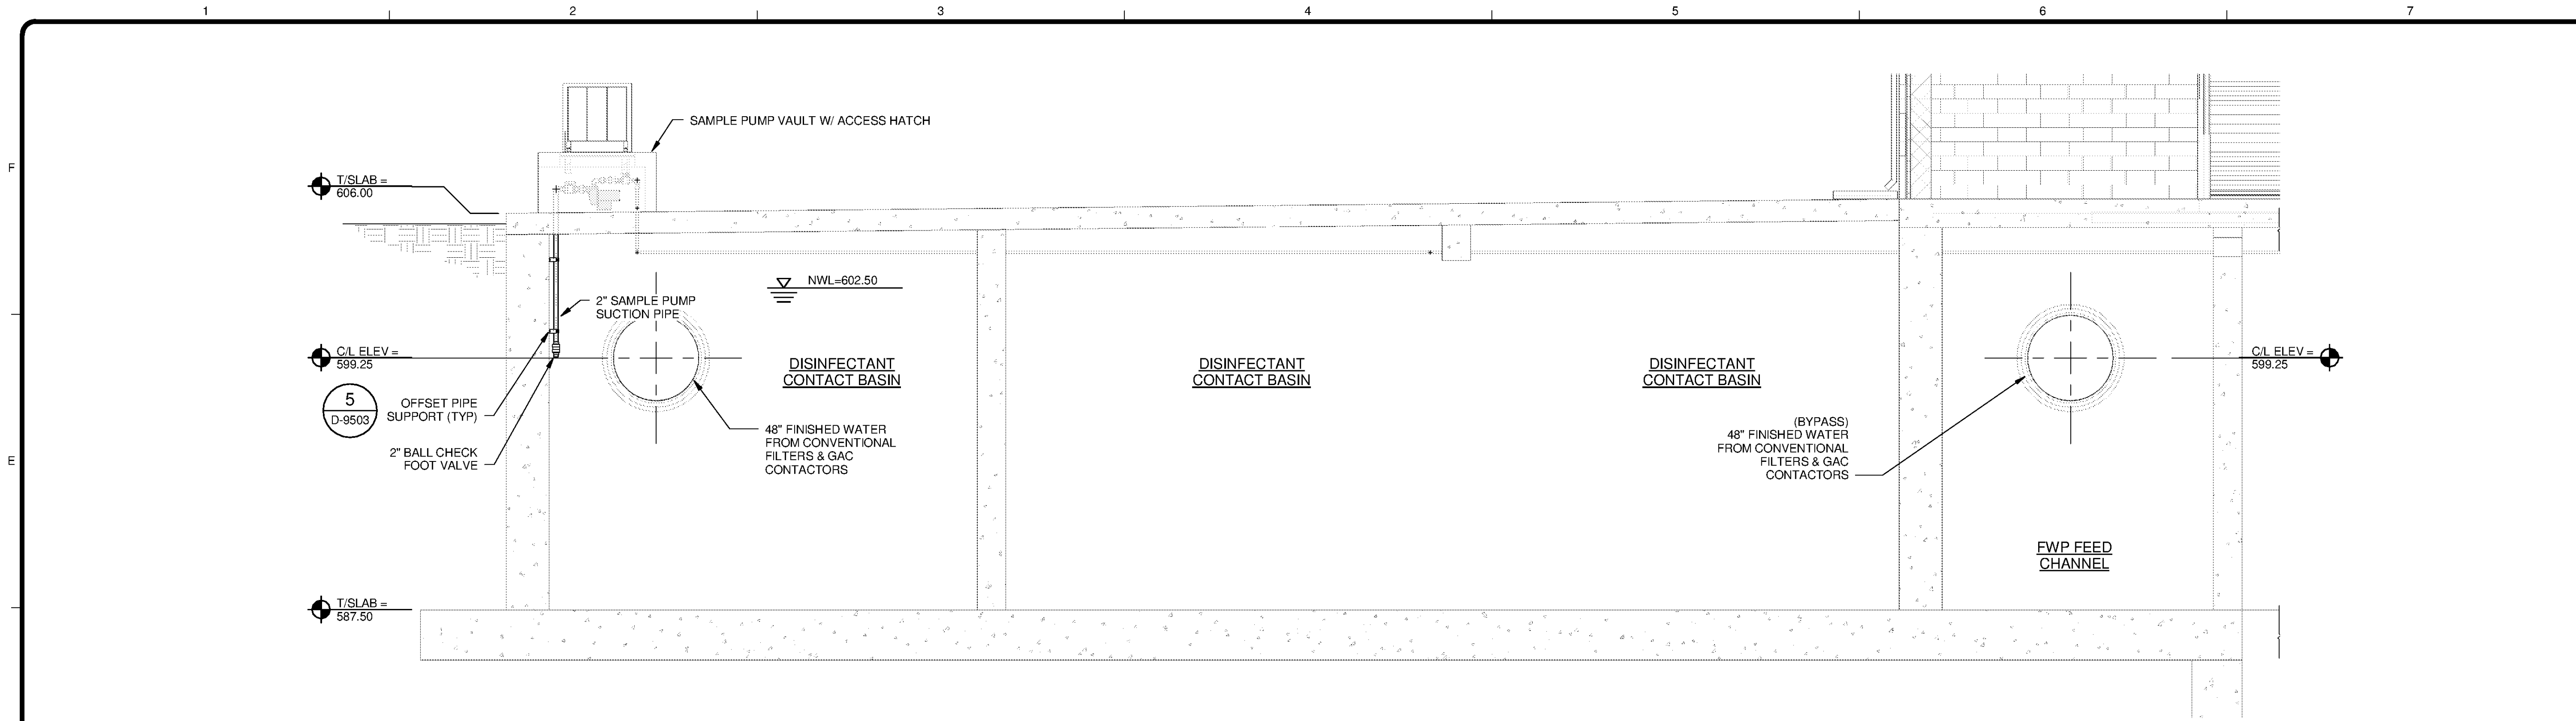 1 2 3 4 5 6 7
F
E
SAMPLE PUMP VAULT W/ ACCESS HATCH
T/SLAB =
606.00
NWL=602.50
2" SAMPLE PUMP
SUCTION PIPE
C/L ELEV =
599.25
C/L ELEV =
599.25
DISINFECTANT
CONTACT BASIN
DISINFECTANT
CONTACT BASIN
DISINFECTANT
CONTACT BASIN
5
D-9503
OFFSET PIPE
SUPPORT (TYP)
2" BALL CHECK
FOOT VALVE
48" FINISHED WATER
FROM CONVENTIONAL
FILTERS & GAC
CONTACTORS
(BYPASS)
48" FINISHED WATER
FROM CONVENTIONAL
FILTERS & GAC
CONTACTORS
FWP FEED
CHANNEL
T/SLAB =
587.50